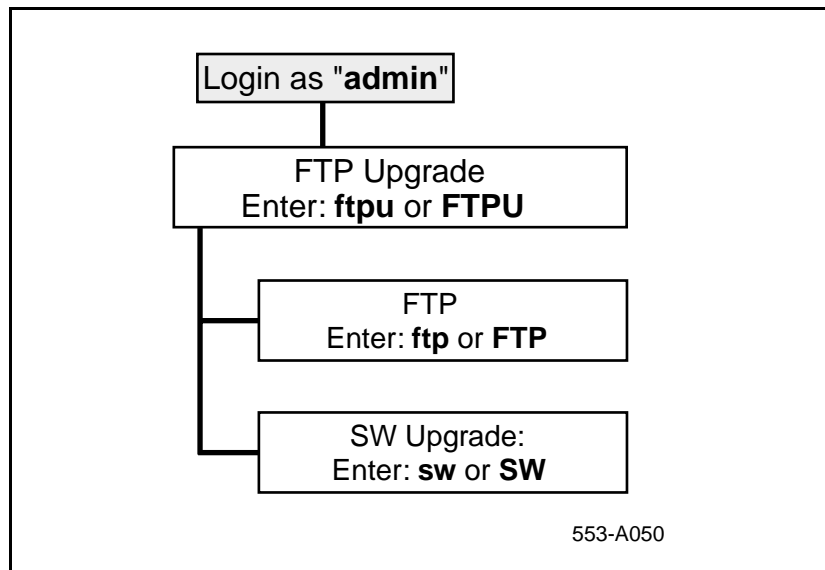 Login as "admin"
FTP Upgrade
Enter: ftpu or FTPU
FTP
Enter: ftp or FTP
SW Upgrade:
Enter: sw or SW
553-A050